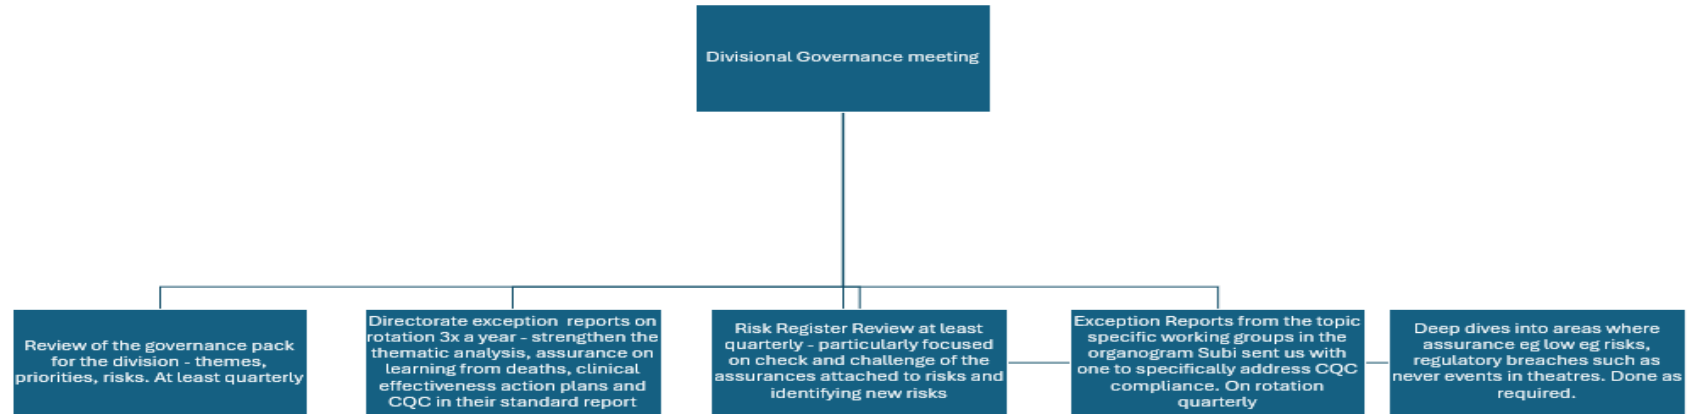 Divisional Governance meeting
Review of the governance pack
for the division - themes,
priorities, risks. At least quarterly
Directorate exception  reports on
rotation 3x a year - strengthen the
thematic analysis, assurance on
learning from deaths, clinical
effectiveness action plans and
CQC in their standard report
Risk Register Review at least
quarterly - particularly focused
on check and challenge of the
assurances attached to risks and
identifying new risks
Exception Reports from the topic
specific working groups in the
organogram Subi sent us with
one to specifically address CQC
compliance. On rotation
quarterly
Deep dives into areas where
assurance eg low eg risks,
regulatory breaches such as
never events in theatres. Done as
required.